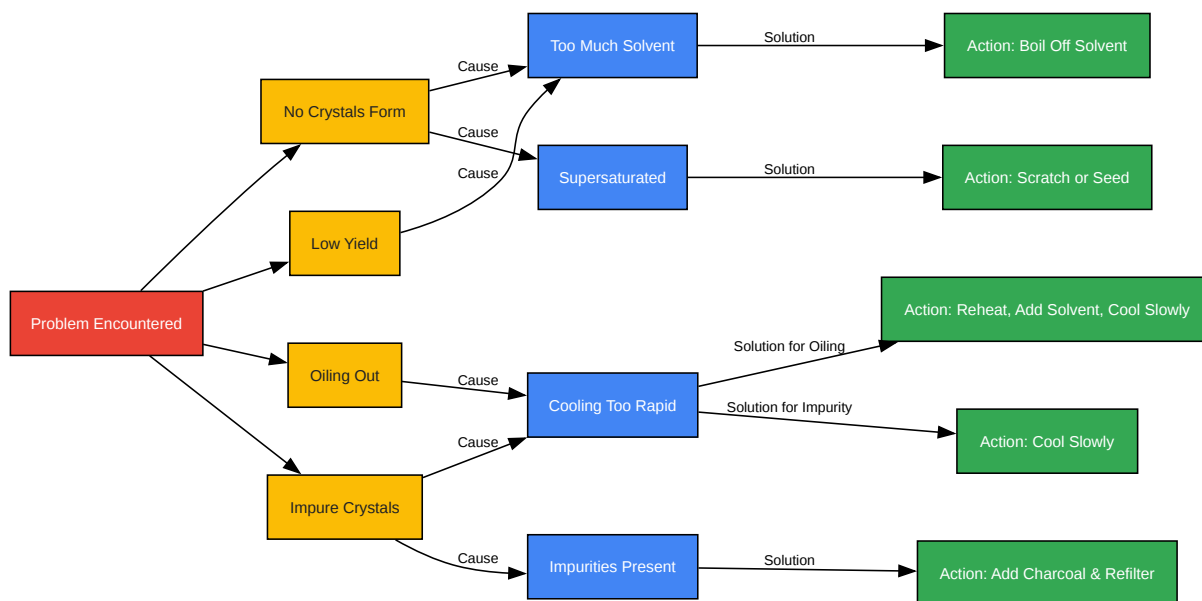 Too Much Solvent
Solution
Action: Boil Off Solvent
Cause
No Crystals Form
Cause
Cause
Supersaturated
Solution
Action: Scratch or Seed
Low Yield
Problem Encountered
Action: Reheat, Add Solvent, Cool Slowly
Solution for Oiling
Oiling Out
Cause
Cooling Too Rapid
Solution for Impurity
Action: Cool Slowly
Cause
Impure Crystals
Cause
Impurities Present
Solution
Action: Add Charcoal & Refilter